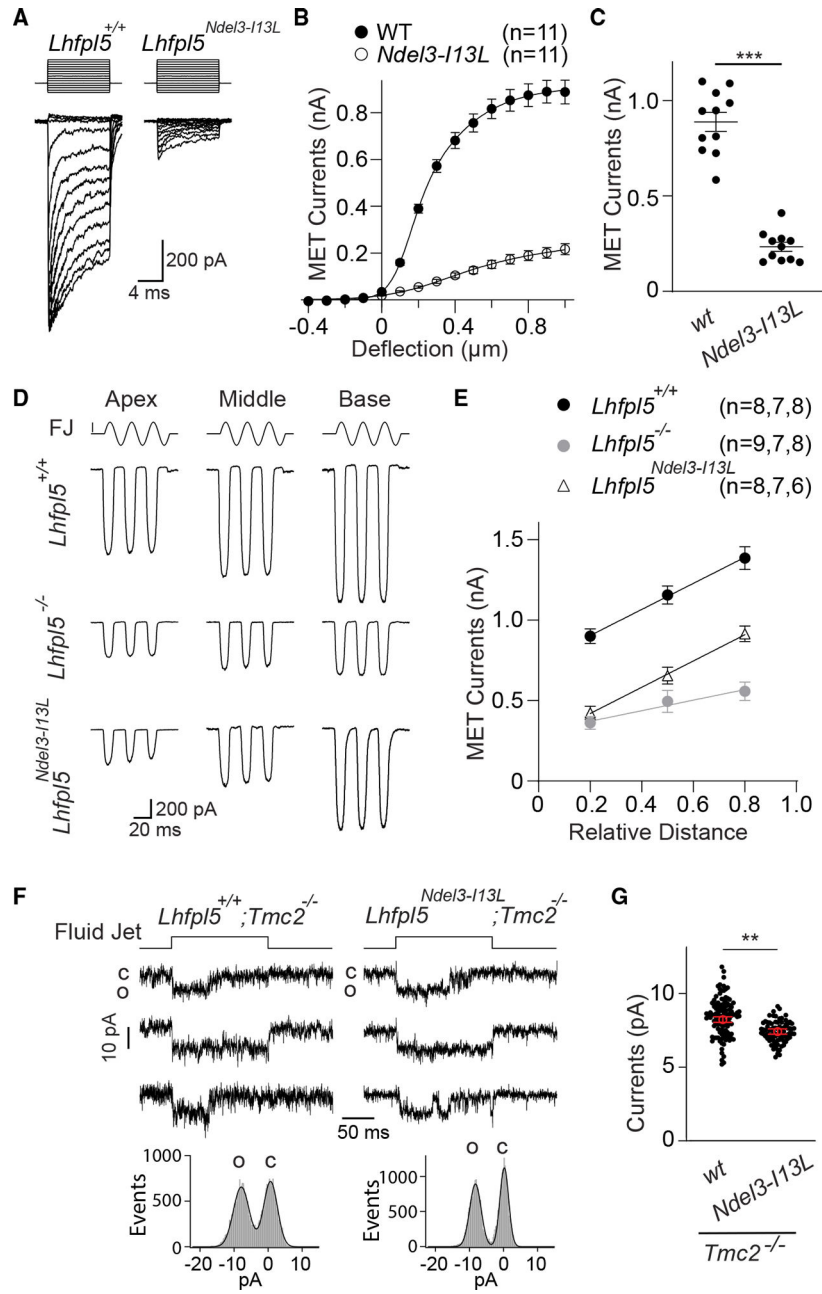 A
Lhfpl5+/+ Lhfpl5Ndel3-I13L
200 pA
4 ms
B
WT (n=11)
Ndel3-I13L (n=11)
MET Currents (nA)
0.8
0.6
0.4
0.2
-0.4 0 0.4 0.8
Deflection (µm)
C
***
MET Currents (nA)
1.0
0.5
0
wt
Ndel3-I13L
D
Apex Middle Base
FJ
Lhfpl5+/+
Lhfpl5-/-
Lhfpl5Ndel3-I13L
200 pA
20 ms
E
Lhfpl5+/+ (n=8,7,8)
Lhfpl5-/- (n=9,7,8)
Lhfpl5Ndel3-I13L (n=8,7,6)
MET Currents (nA)
1.5
1.0
0.5
0
0 0.2 0.4 0.6 0.8 1.0
Relative Distance
F
Lhfpl5+/+;Tmc2-/- Lhfpl5Ndel3-I13L;Tmc2-/-
Fluid Jet
C
O
C
O
10 pA
50 ms
O C
Events
1000
500
0
-20 -10 0 10
pA
O C
1000
500
0
-20 -10 0 10
pA
G
**
Currents (pA)
10
5
0
wt
Ndel3-I13L
Tmc2-/-